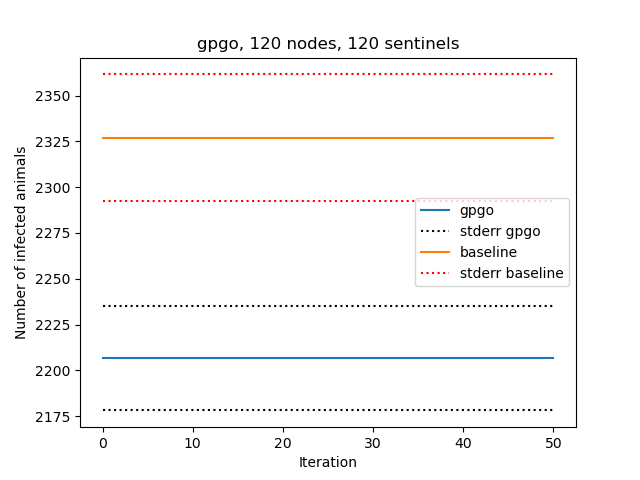 gpgo, 120 nodes, 120 sentinels
Number of infected animals
2350
2325
2300
2275
2250
2225
2200
2175
gpgo
stderr gpgo
baseline
stderr baseline
0 10 20 30 40 50
Iteration